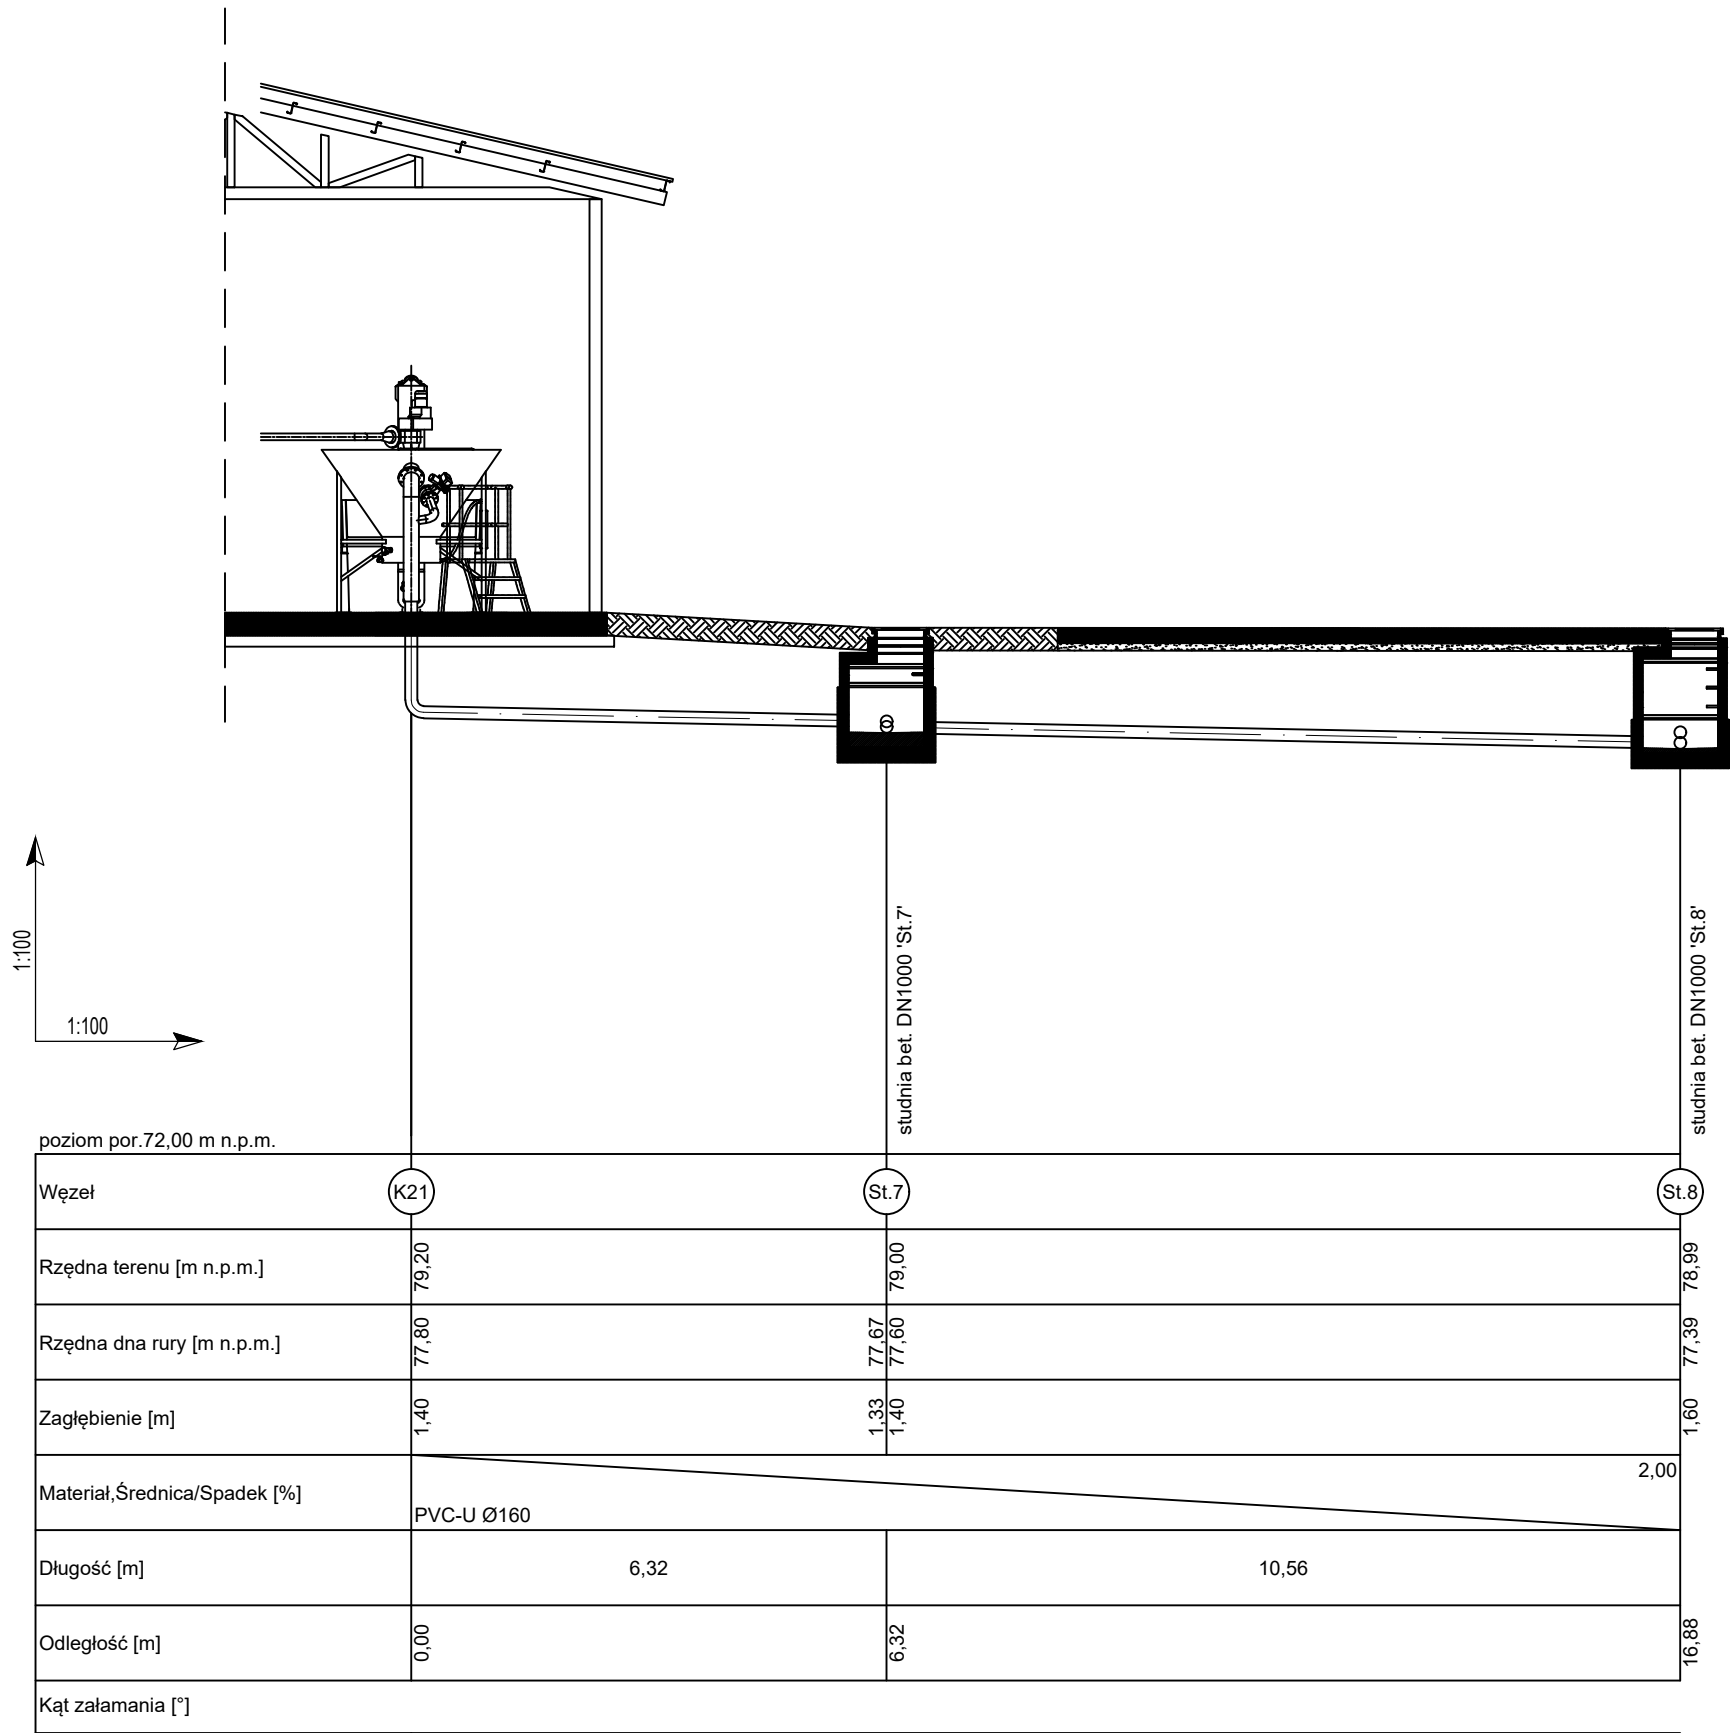 studnia bet. DN1000 'St.7'
studnia bet. DN1000 'St.8'
1:100
1:100
poziom por.72,00 m n.p.m.
Węzeł K21 St.7 St.8
Rzędna terenu [m n.p.m.] 79,20 79,00 78,99
Rzędna dna rury [m n.p.m.] 77,80 77,67 77,60 77,39
Zagłębienie [m] 1,40 1,33 1,40 1,60
2,00
Materiał,Średnica/Spadek [%]
PVC-U Ø160
Długość [m] 6,32 10,56
Odległość [m] 0,00 6,32 16,88
Kąt załamania [°]